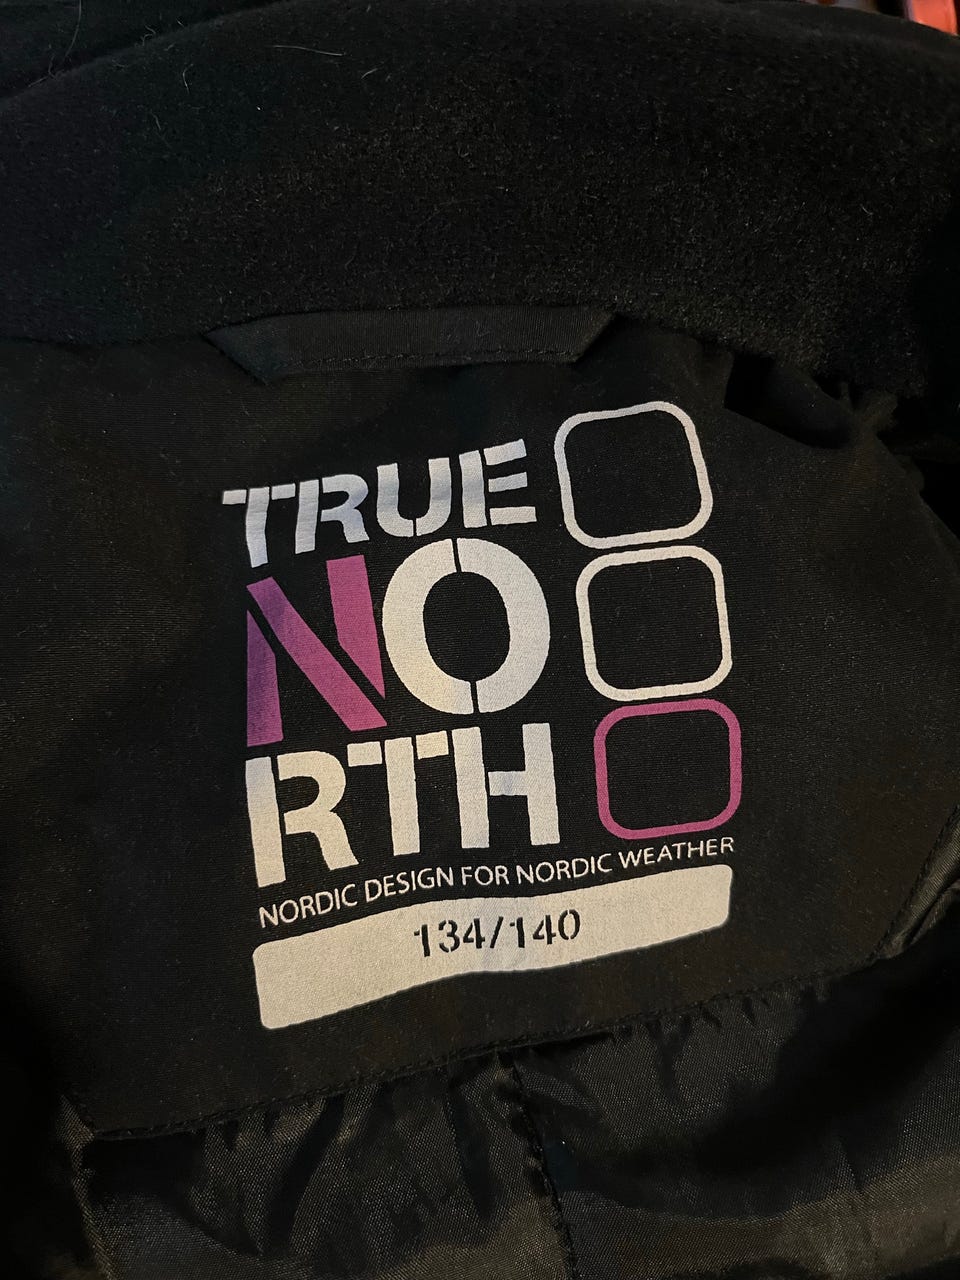 TRUE
NO
RTH
NORDIC DESIGN FOR NORDIC WEATHER
134/140